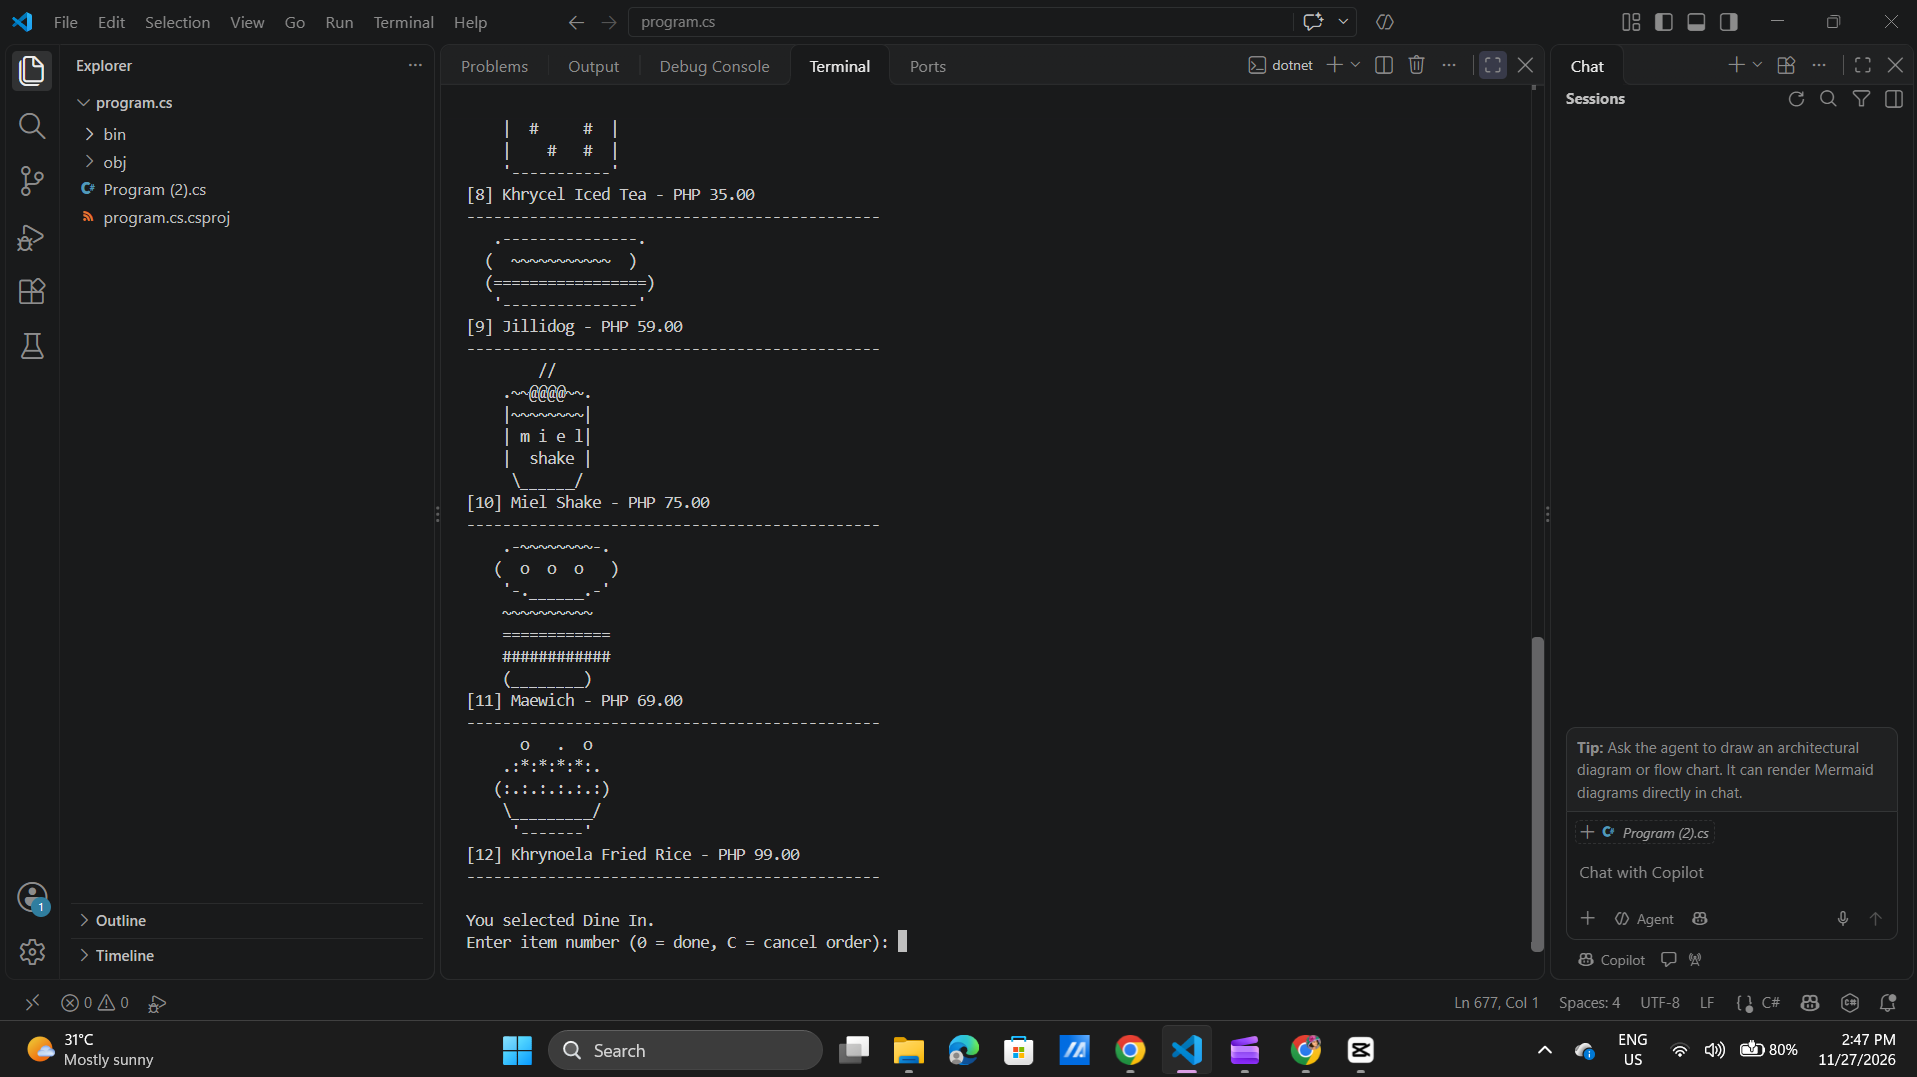 File Edit Selection View Go Run Terminal Help
program.cs
Explorer
program.cs
bin
obj
Program (2).cs
program.cs.csproj
Outline
Timeline
Problems Output Debug Console Terminal Ports
dotnet
| #     # |
|   #   # |
'-----------'
[8] Khrycel Iced Tea - PHP 35.00
----------------------------------------------
.---------------.
(  ~~~~~~~~~~~  )
(=================)
'---------------'
[9] Jillidog - PHP 59.00
----------------------------------------------
//
.~~@@@@~~.
|~~~~~~~~|
| m i e l|
|  shake |
\______/
[10] Miel Shake - PHP 75.00
----------------------------------------------
.-~~~~~~~~-.
(  o  o  o   )
'-.______.-'
~~~~~~~~~~
============
############
(________)
[11] Maewich - PHP 69.00
----------------------------------------------
o   .  o
.:*:*:*:*:.
(:.:.:.:.:.:)
\_________/
'-------'
[12] Khrynoela Fried Rice - PHP 99.00
----------------------------------------------
You selected Dine In.
Enter item number (0 = done, C = cancel order):
Chat
Sessions
Tip: Ask the agent to draw an architectural
diagram or flow chart. It can render Mermaid
diagrams directly in chat.
Program (2).cs
Chat with Copilot
Agent
Copilot
1
0 0
Ln 677, Col 1 Spaces: 4 UTF-8 LF { } C#
31°C
Mostly sunny
Search
ENG
US
80%
2:47 PM
11/27/2026